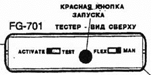 КРАСНАЯ КНОПКА
ЗАПУСКА
FG-701 ТЕСТЕР - ВИД СВЕРХУ
ACTIVATE TEST FLEX MAN